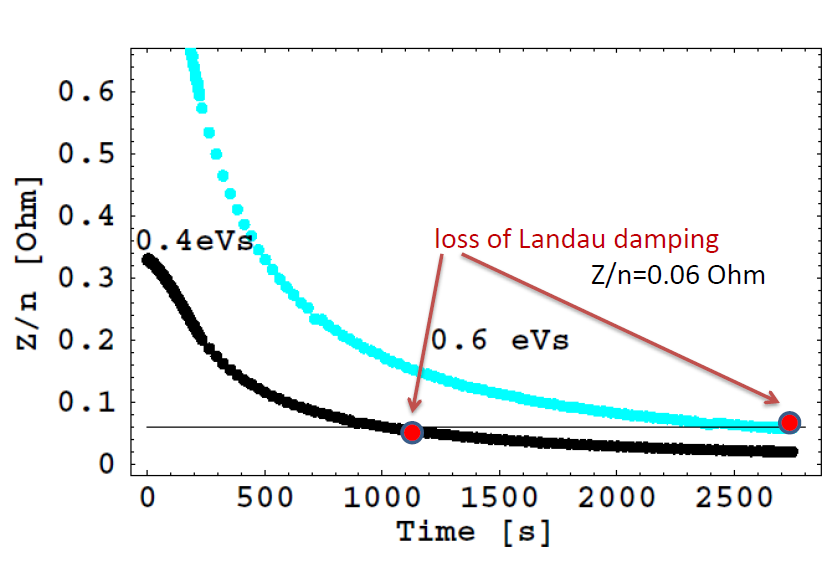 Z/n [Ohm]
0.6
0.5
0.4
0.3
0.2
0.1
0
0.4eVs
loss of Landau damping
Z/n=0.06 Ohm
0.6 eVs
0 500 1000 1500 2000 2500
Time [s]